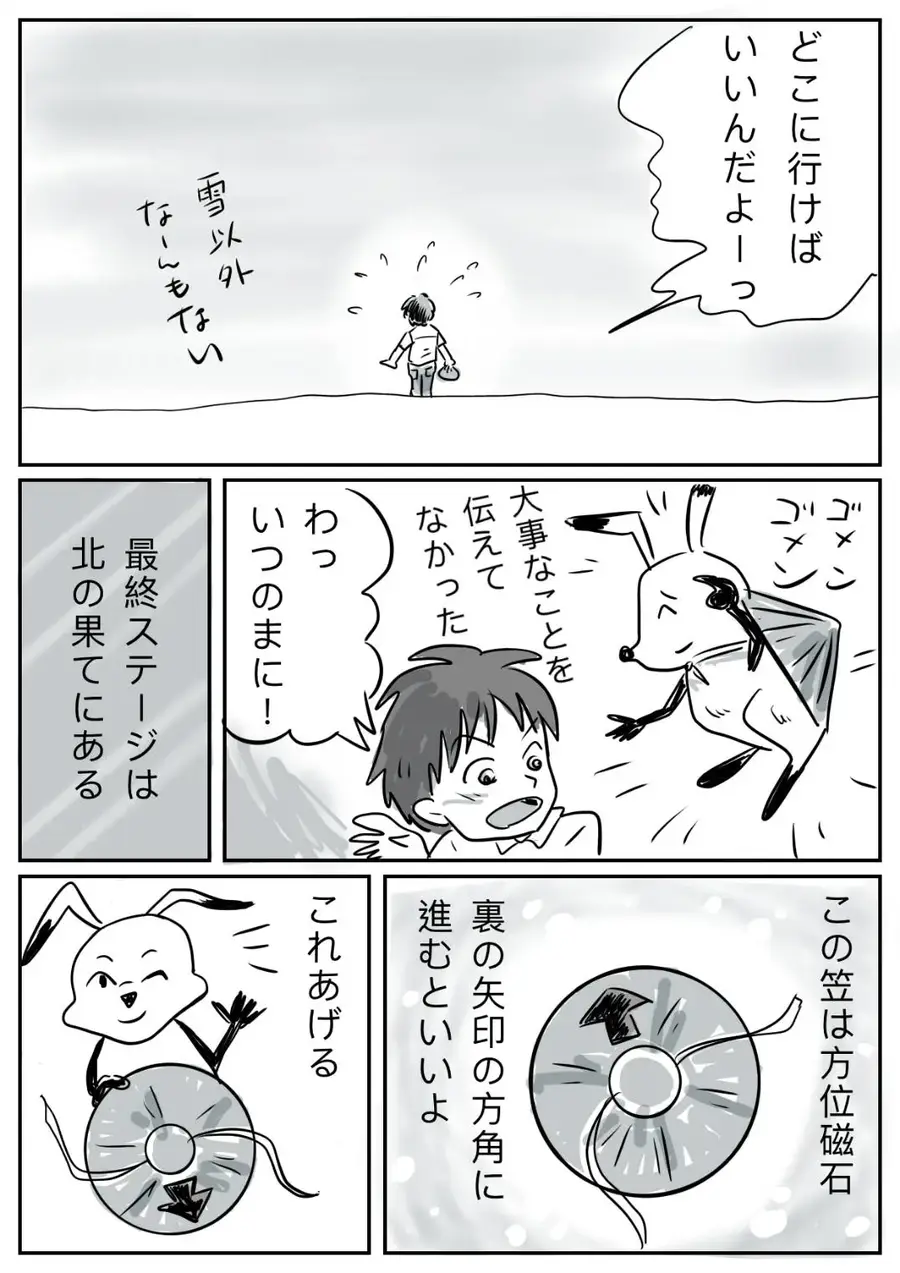 どこに行けば
いいんだよーっ
雪以外
なーんもない
ゴメン
ゴメン
大事なことを
伝えて
なかった
わっ
いつのまに！
最終ステージは
北の果てにある
この笠は方位磁石
裏の矢印の方角に
進むといいよ
これあげる